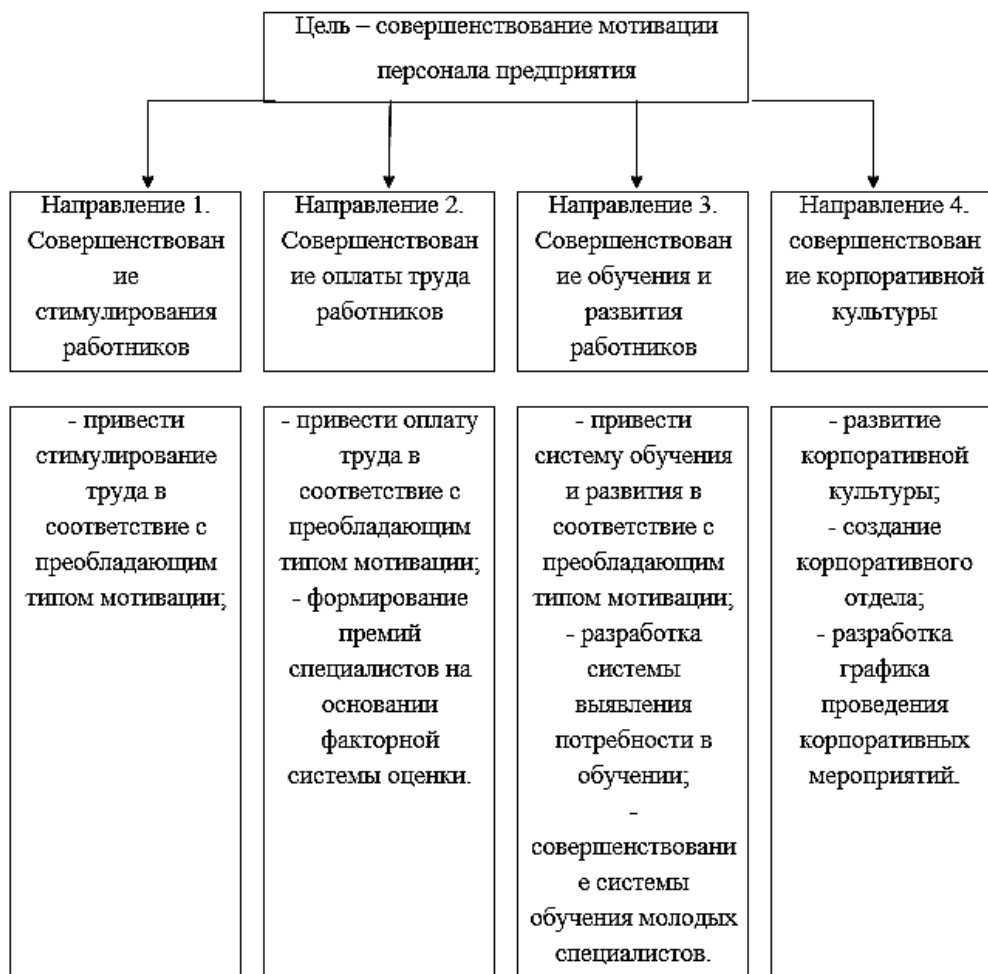 Цель – совершенствование мотивации
персонала предприятия
Направление 1.
Совершенствован
ие
стимулирования
работников
Направление 2.
Совершенствован
ие оплаты труда
работников
Направление 3.
Совершенствован
ие обучения и
развития
работников
Направление 4.
совершенствован
ие корпоративной
культуры
- привести
стимулирование
труда в
соответствие с
преобладающим
типом мотивации;
- привести оплату
труда в
соответствие с
преобладающим
типом мотивации;
- формирование
премий
специалистов на
основании
факторной
системы оценки.
- привести
систему обучения
и развития в
соответствие с
преобладающим
типом мотивации;
- разработка
системы
выявления
потребности в
обучении;
-
совершенствовани
е системы
обучения молодых
специалистов.
- развитие
корпоративной
культуры;
- создание
корпоративного
отдела;
- разработка
графика
проведения
корпоративных
мероприятий.